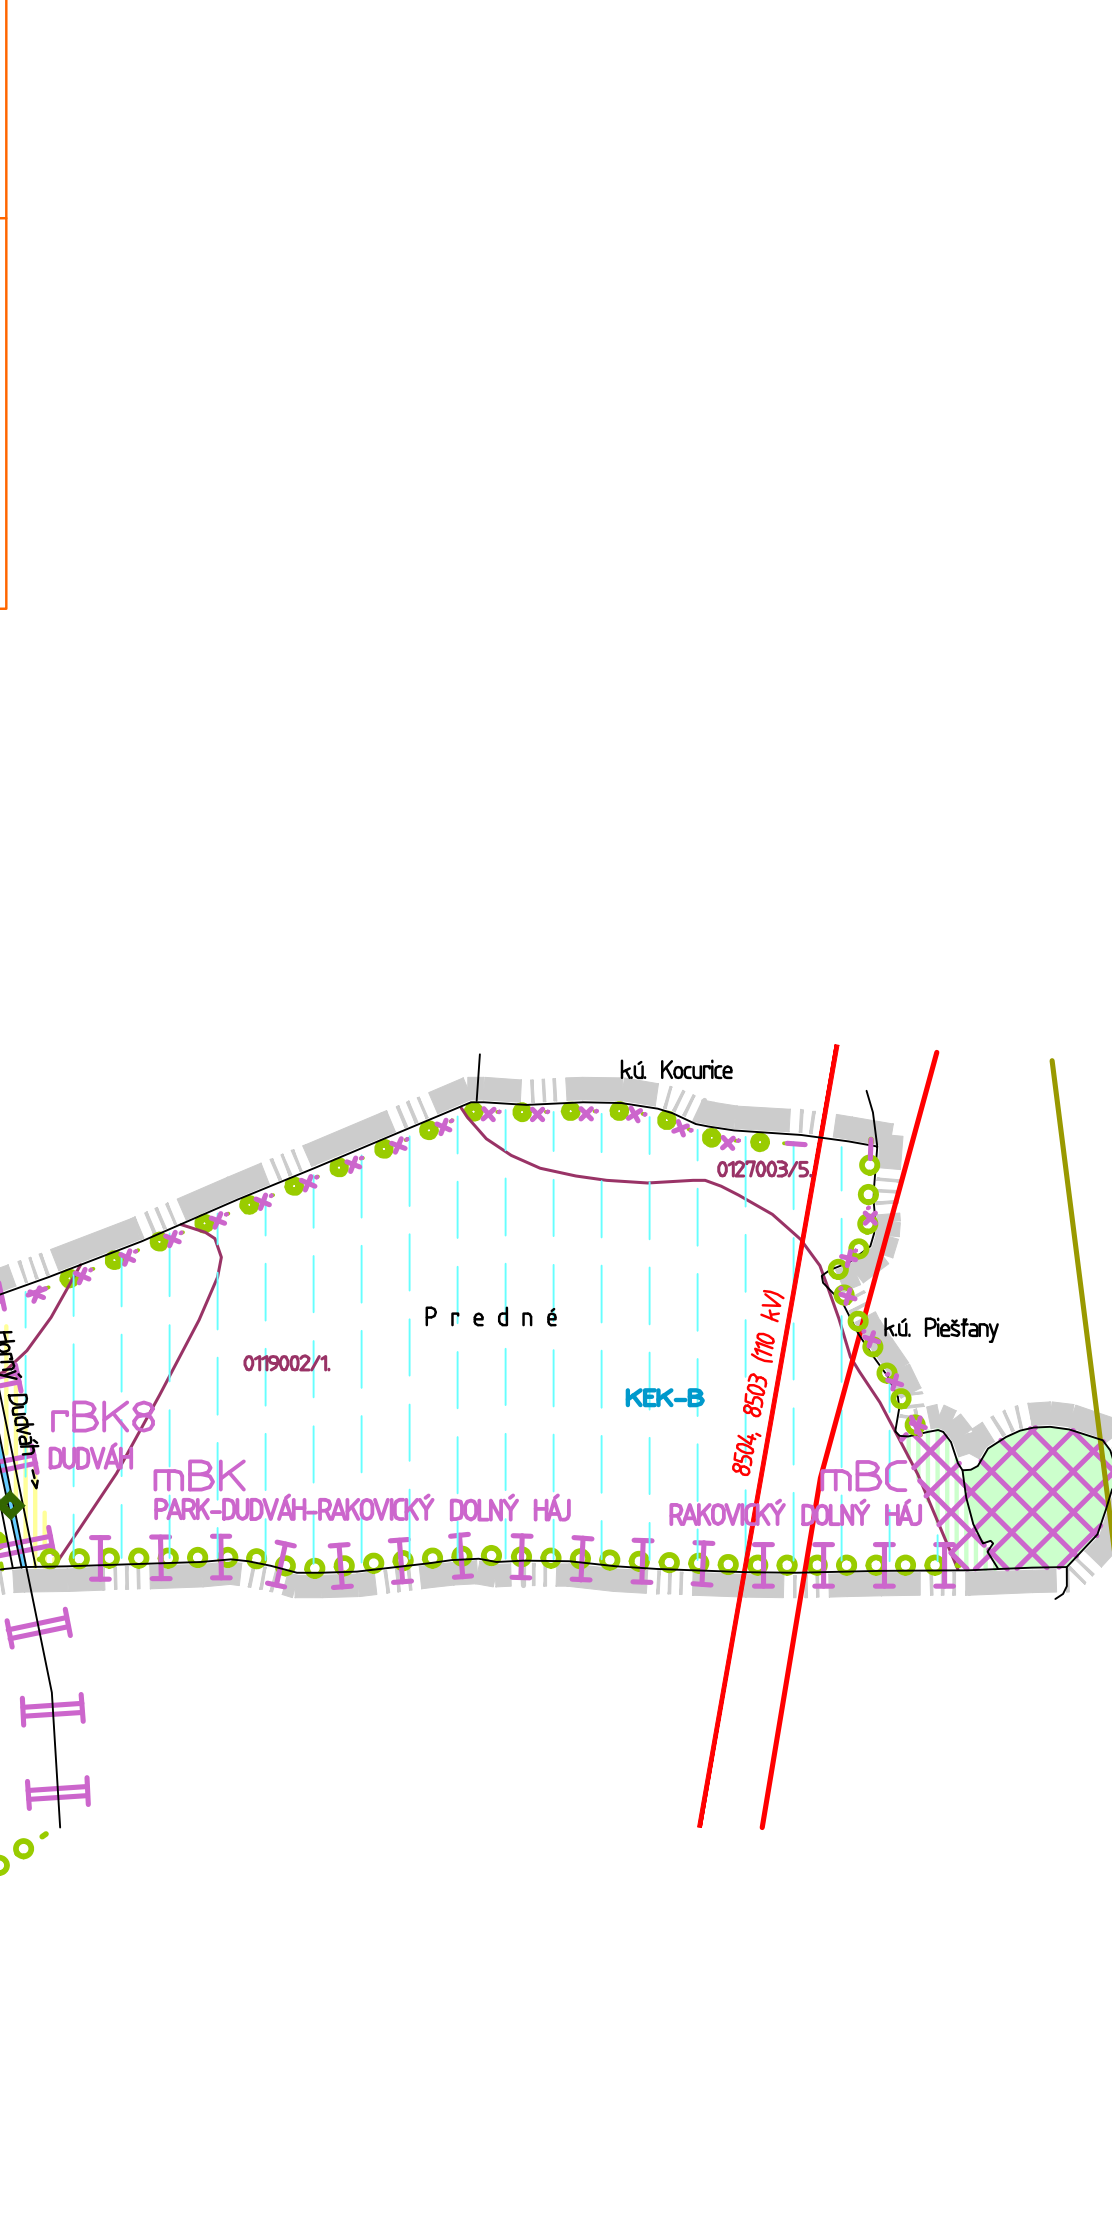 k.ú. Kocurice
0127003/5.
P r e d n é
k.ú. Piešťany
0119002/1.
8504, 8503 (110 kV)
KEK-B
Horný Dudváh -->
rBK8
DUDVÁH
mBK
PARK-DUDVÁH-RAKOVICKÝ DOLNÝ HÁJ
mBC
RAKOVICKÝ DOLNÝ HÁJ